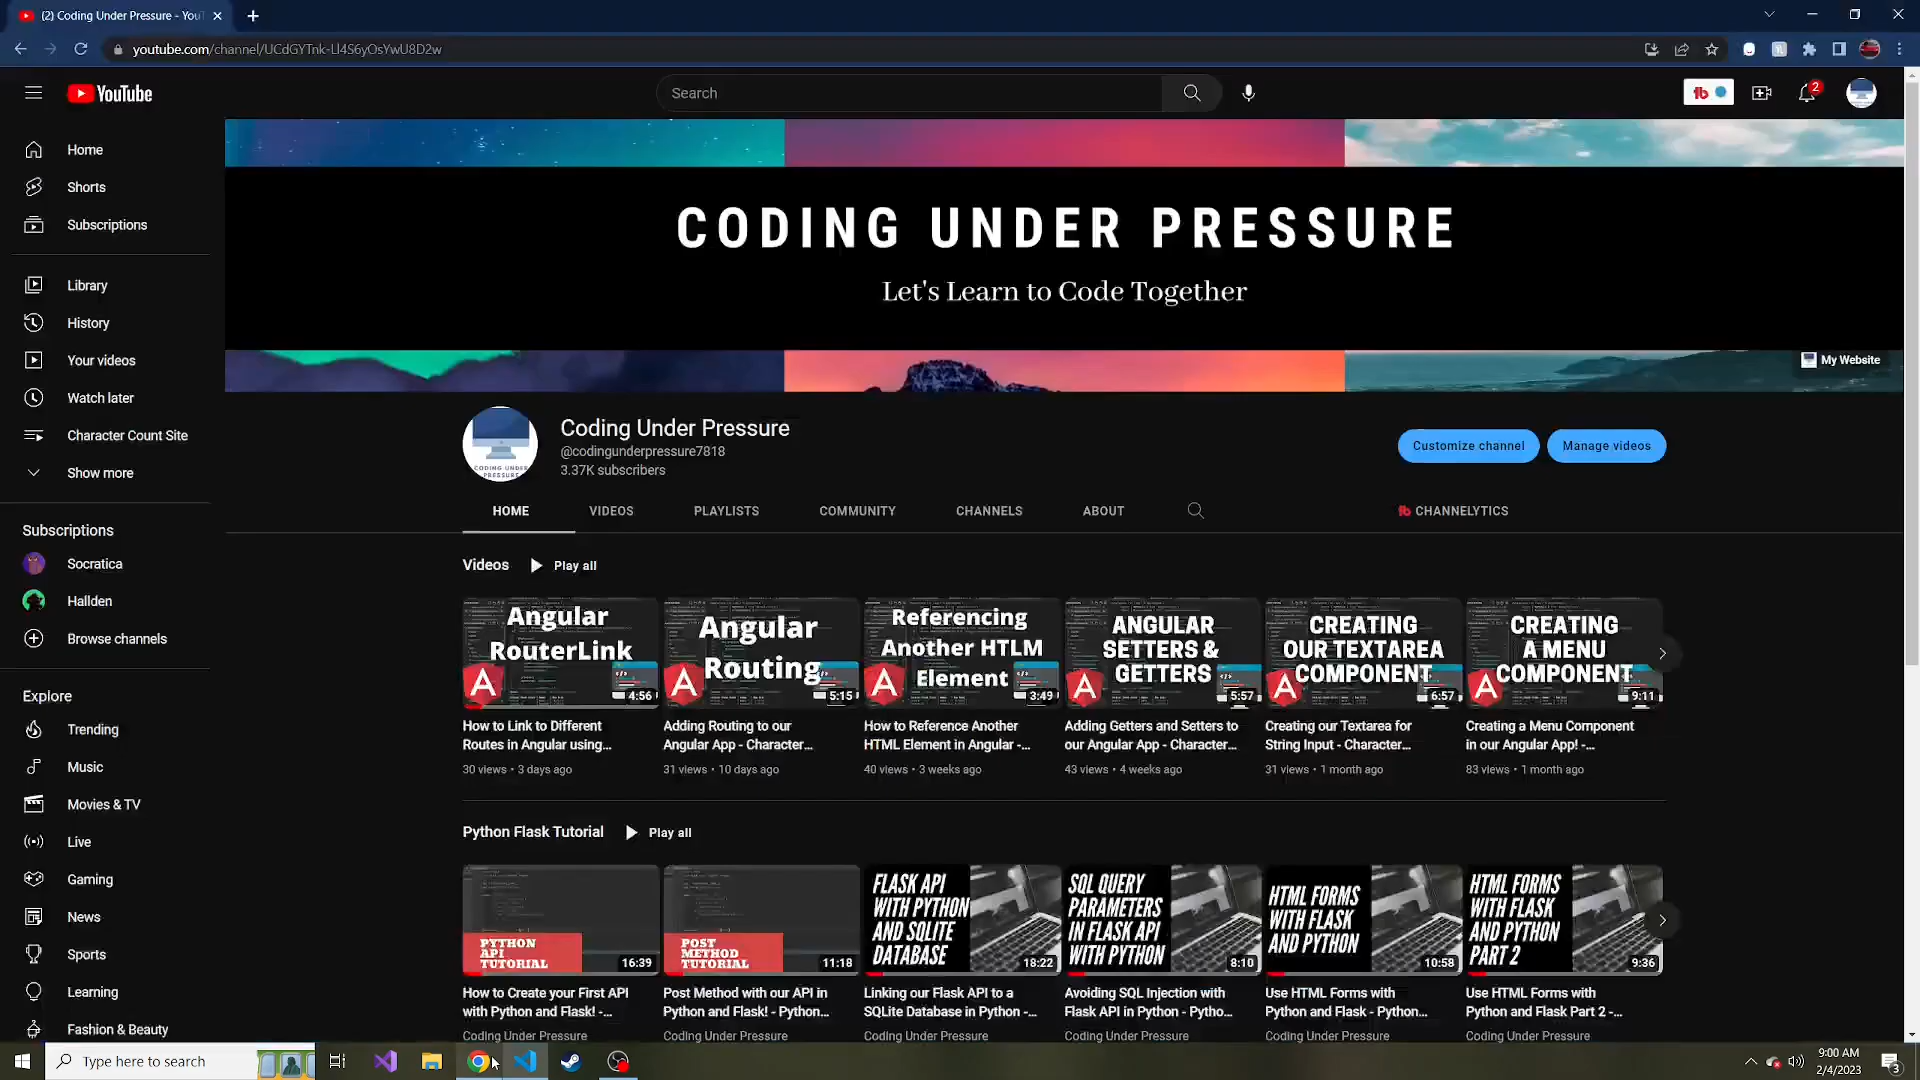 (2) Coding Under Pressure - You
youtube.com/channel/UCdGYTnk-LI4S6yOsYwU8D2w
YouTube
Search
2
Home
Shorts
Subscriptions
Library
History
Your videos
Watch later
Character Count Site
Show more
Subscriptions
Socratica
Hallden
Browse channels
Explore
Trending
Music
Movies & TV
Live
Gaming
News
Sports
Learning
Fashion & Beauty
CODING UNDER PRESSURE
Let's Learn to Code Together
My Website
CODING UNDER
PRESSURE
Coding Under Pressure
@codingunderpressure7818
3.37K subscribers
Customize channel
Manage videos
HOME
VIDEOS
PLAYLISTS
COMMUNITY
CHANNELS
ABOUT
CHANNELYTICS
Videos
Play all
Angular
RouterLink
4:56
How to Link to Different
Routes in Angular using...
30 views • 3 days ago
Angular
Routing
5:15
Adding Routing to our
Angular App - Character...
31 views • 10 days ago
Referencing
Another HTLM
Element
3:49
How to Reference Another
HTML Element in Angular -...
40 views • 3 weeks ago
ANGULAR
SETTERS &
GETTERS
5:57
Adding Getters and Setters to
our Angular App - Character...
43 views • 4 weeks ago
CREATING
OUR TEXTAREA
COMPONENT
6:57
Creating our Textarea for
String Input - Character...
31 views • 1 month ago
CREATING
A MENU
COMPONENT
9:11
Creating a Menu Component
in our Angular App! -...
83 views • 1 month ago
Python Flask Tutorial
Play all
PYTHON
API
TUTORIAL
16:39
How to Create your First API
with Python and Flask! -...
Coding Under Pressure
POST
METHOD
TUTORIAL
11:18
Post Method with our API in
Python and Flask! - Python...
Coding Under Pressure
FLASK API
WITH PYTHON
AND SQLITE
DATABASE
18:22
Linking our Flask API to a
SQLite Database in Python -...
Coding Under Pressure
SQL QUERY
PARAMETERS
IN FLASK API
WITH PYTHON
8:10
Avoiding SQL Injection with
Flask API in Python - Pytho...
Coding Under Pressure
HTML FORMS
WITH FLASK
AND PYTHON
10:58
Use HTML Forms with
Python and Flask - Python...
Coding Under Pressure
HTML FORMS
WITH FLASK
AND PYTHON
PART 2
9:36
Use HTML Forms with
Python and Flask Part 2 -...
Coding Under Pressure
Type here to search
9:00 AM
2/4/2023
3